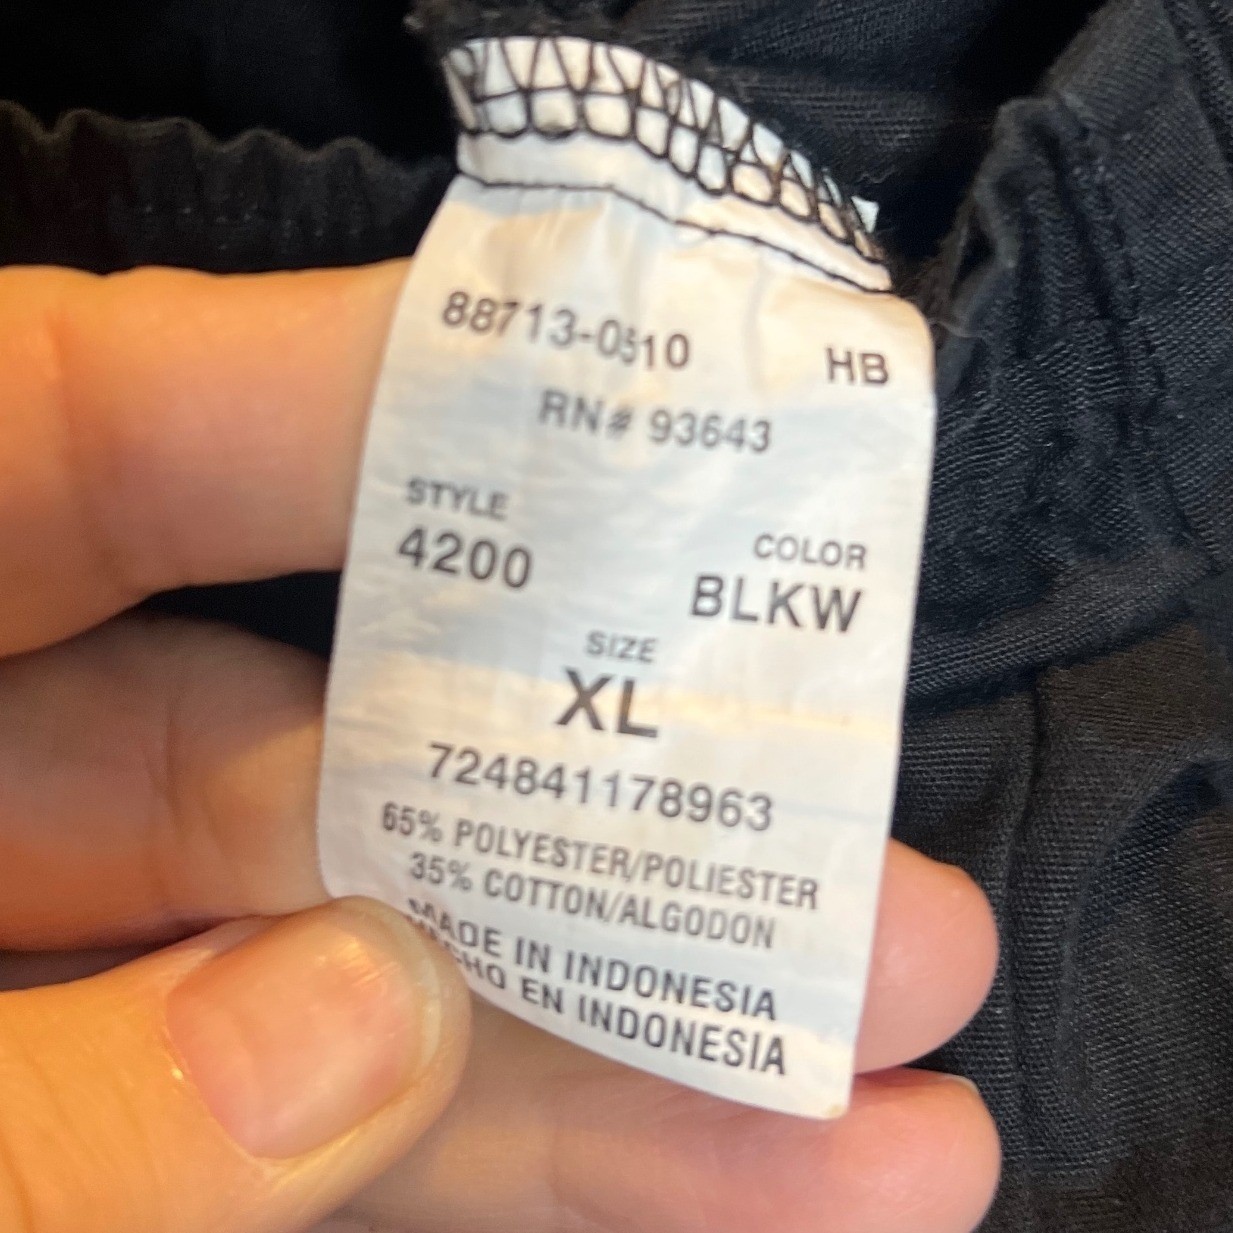 88713-0510 HB
RN# 93643
STYLE
4200
COLOR
BLKW
SIZE
XL
724841178963
65% POLYESTER/POLIESTER
35% COTTON/ALGODON
MADE IN INDONESIA
EN INDONESIA